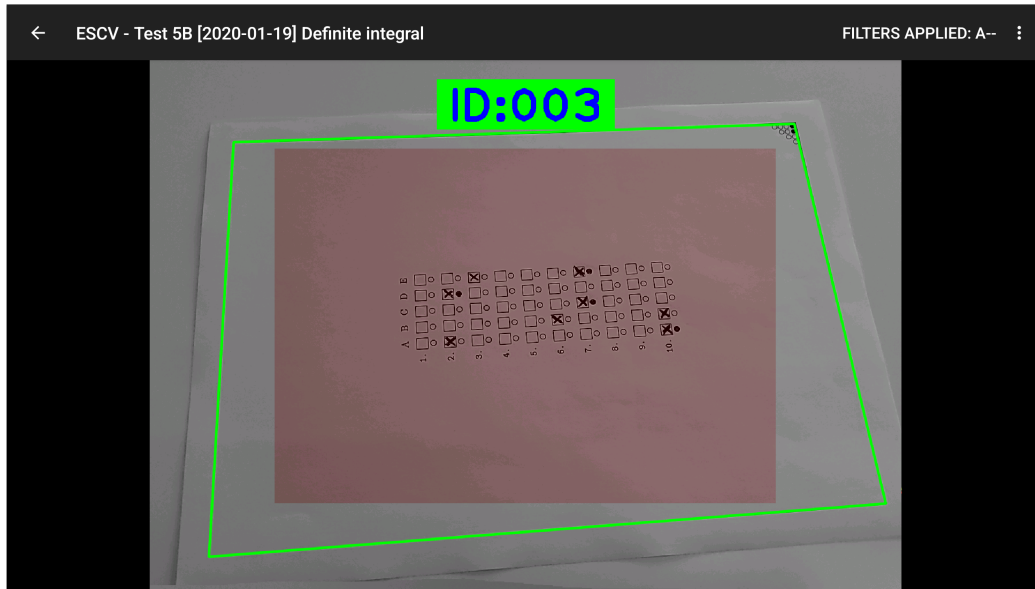 ESCV - Test 5B [2020-01-19] Definite integral
FILTERS APPLIED: A--
ID:003
E
D
C
B
A
1. 2. 3. 4. 5. 6. 7. 8. 9. 10.